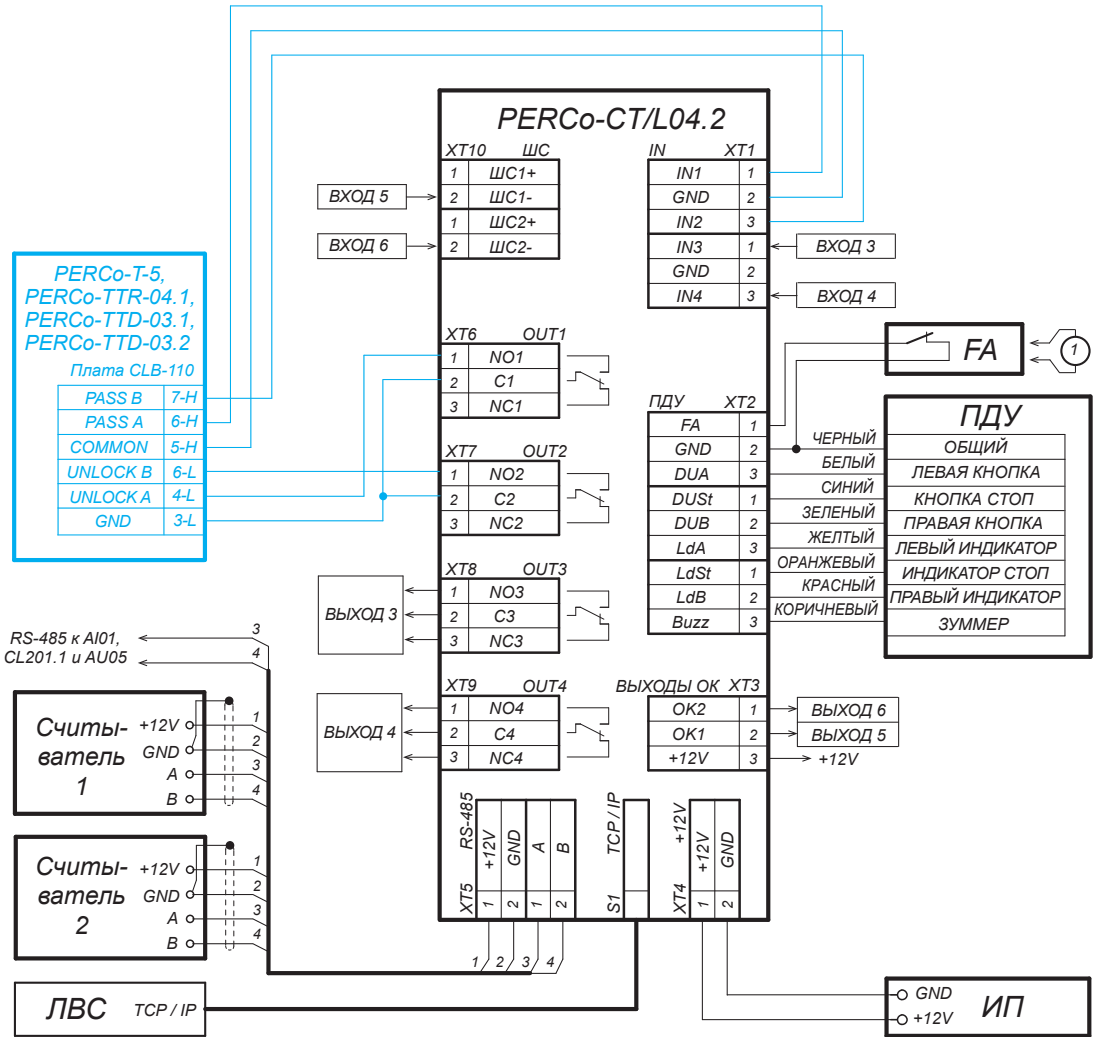 PERCo-CT/L04.2
XT10 ШС
1 ШС1+
2 ШС1-
1 ШС2+
2 ШС2-
ВХОД 5
ВХОД 6
IN XT1
IN1 1
GND 2
IN2 3
IN3 1
GND 2
IN4 3
ВХОД 3
ВХОД 4
PERCo-T-5,
PERCo-TTR-04.1,
PERCo-TTD-03.1,
PERCo-TTD-03.2
Плата CLB-110
PASS B 7-H
PASS A 6-H
COMMON 5-H
UNLOCK B 6-L
UNLOCK A 4-L
GND 3-L
XT6 OUT1
1 NO1
2 C1
3 NC1
XT7 OUT2
1 NO2
2 C2
3 NC2
XT8 OUT3
1 NO3
2 C3
3 NC3
ВЫХОД 3
XT9 OUT4
1 NO4
2 C4
3 NC4
ВЫХОД 4
FA
1
ПДУ XT2
FA 1
GND 2
DUA 3
DUSt 1
DUB 2
LdA 3
LdSt 1
LdB 2
Buzz 3
ЧЕРНЫЙ
БЕЛЫЙ
СИНИЙ
ЗЕЛЕНЫЙ
ЖЕЛТЫЙ
ОРАНЖЕВЫЙ
КРАСНЫЙ
КОРИЧНЕВЫЙ
ПДУ
ОБЩИЙ
ЛЕВАЯ КНОПКА
КНОПКА СТОП
ПРАВАЯ КНОПКА
ЛЕВЫЙ ИНДИКАТОР
ИНДИКАТОР СТОП
ПРАВЫЙ ИНДИКАТОР
ЗУММЕР
ВЫХОДЫ ОК XT3
OK2 1
OK1 2
+12V 3
ВЫХОД 6
ВЫХОД 5
+12V
RS-485 к AI01,
CL201.1 и AU05
3
4
Считы-
ватель
1
+12V 1
GND 2
A 3
B 4
Считы-
ватель
2
+12V 1
GND 2
A 3
B 4
XT5 RS-485
1 +12V
2 GND
1 A
2 B
1 2 3 4
S1 TCP / IP
XT4 +12V
1 +12V
2 GND
ЛВС TCP / IP
GND
+12V
ИП